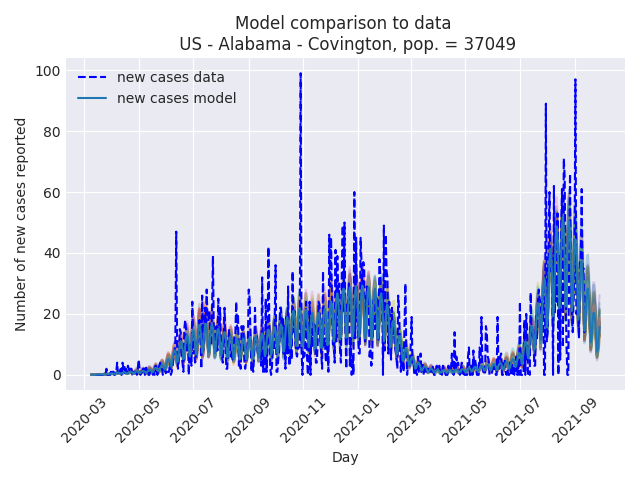 Model comparison to data
US - Alabama - Covington, pop. = 37049
new cases data
new cases model
Number of new cases reported
100
80
60
40
20
0
2020-03
2020-05
2020-07
2020-09
2020-11
2021-01
2021-03
2021-05
2021-07
2021-09
Day